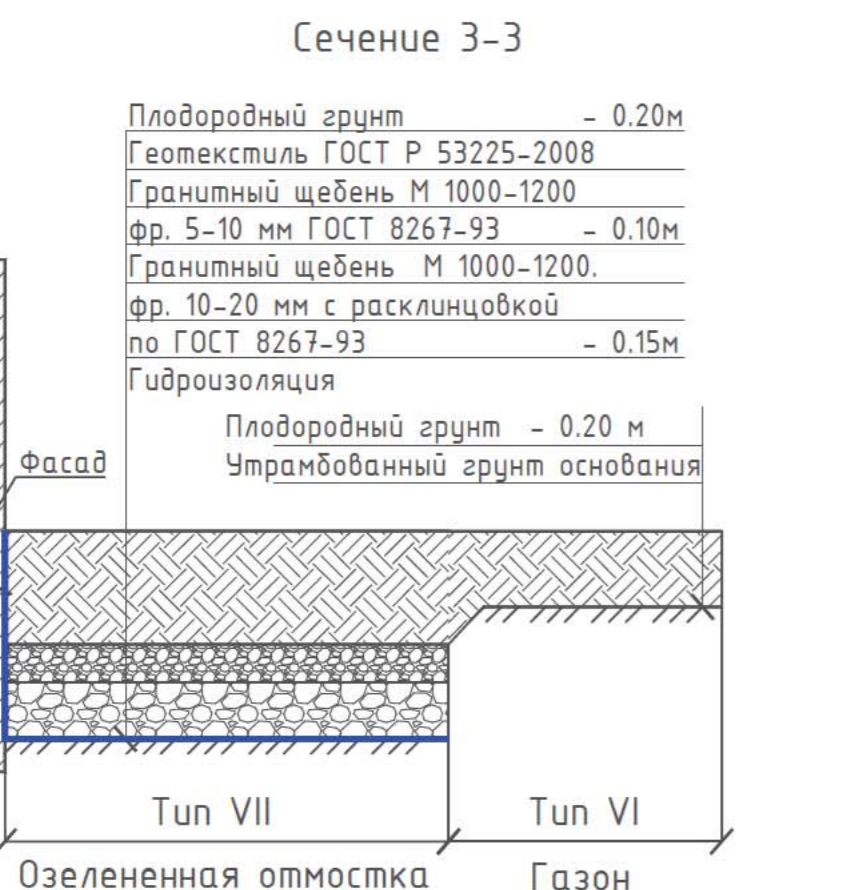 Сечение 3-3
Плодородный грунт - 0.20м
Геотекстиль ГОСТ Р 53225-2008
Гранитный щебень М 1000-1200
фр. 5-10 мм ГОСТ 8267-93 - 0.10м
Гранитный щебень М 1000-1200.
фр. 10-20 мм с расклинцовкой
по ГОСТ 8267-93 - 0.15м
Гидроизоляция
Плодородный грунт - 0.20 м
Утрамбованный грунт основания
Фасад
Тип VII
Тип VI
Озелененная отмостка
Газон